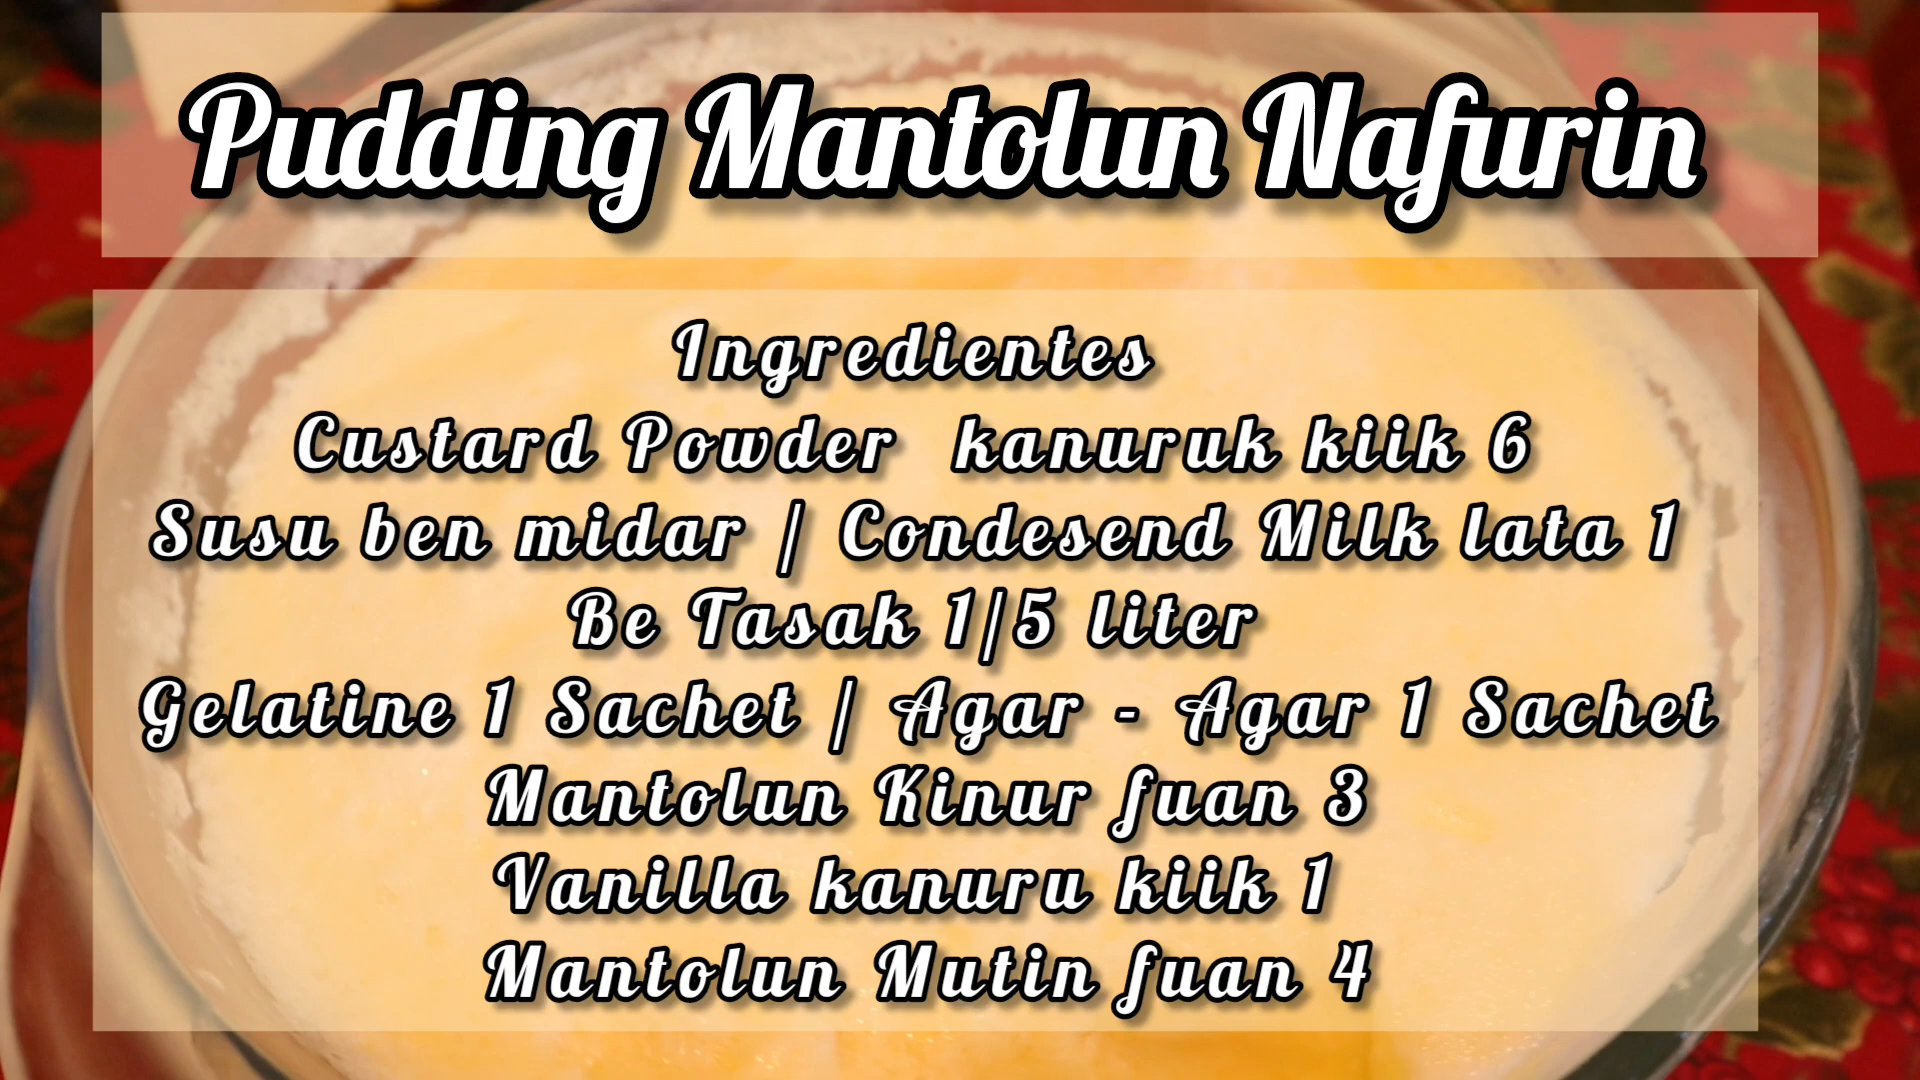 Pudding Mantolun Nafurin
Ingredientes
Custard Powder kanuruk kiik 6
Susu ben midar / Condesend Milk lata 1
Be Tasak 1/5 liter
Gelatine 1 Sachet / Agar - Agar 1 Sachet
Mantolun Kinur fuan 3
Vanilla kanuru kiik 1
Mantolun Mutin fuan 4